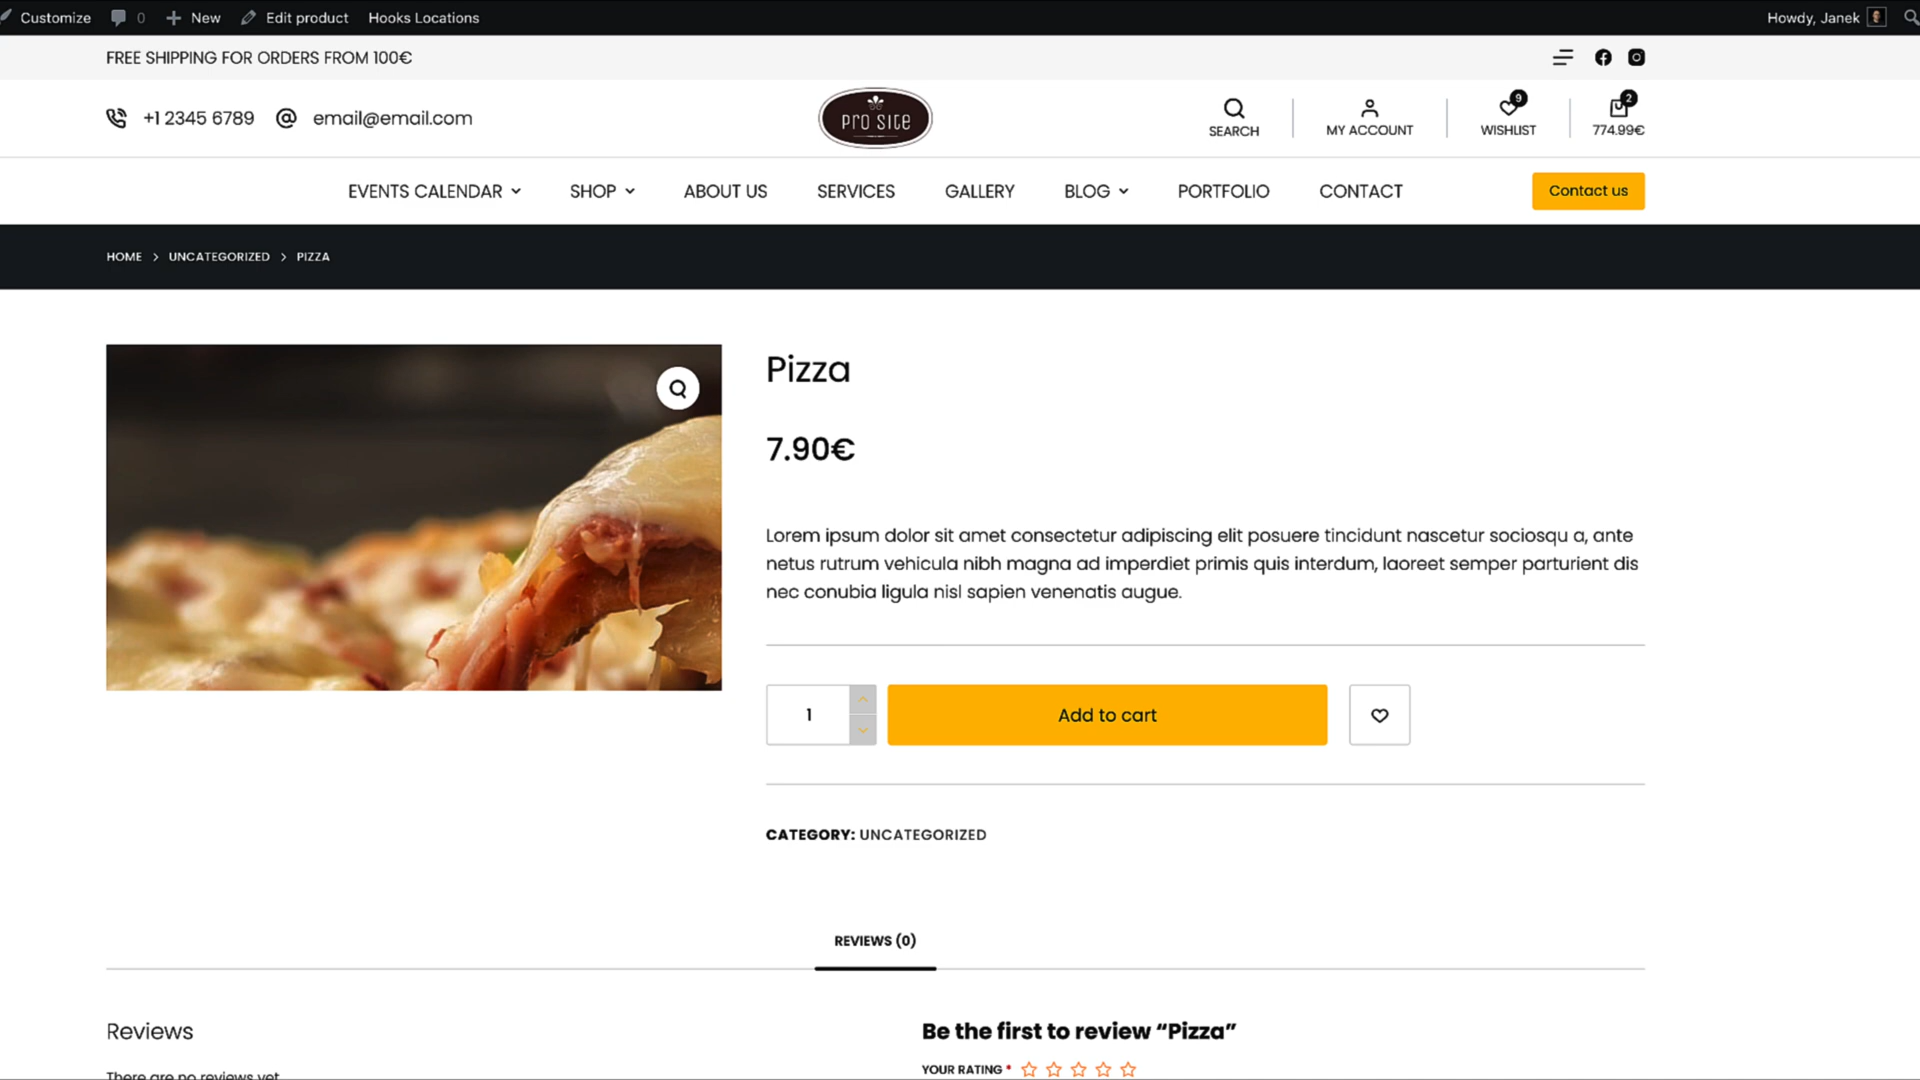 Customize 0 New Edit product Hooks Locations Howdy, Janek
FREE SHIPPING FOR ORDERS FROM 100€
+1 2345 6789 email@email.com
PRO SITE
SEARCH
MY ACCOUNT
9
WISHLIST
2
774.99€
EVENTS CALENDAR SHOP ABOUT US SERVICES GALLERY BLOG PORTFOLIO CONTACT Contact us
HOME > UNCATEGORIZED > PIZZA
Pizza
7.90€
Lorem ipsum dolor sit amet consectetur adipiscing elit posuere tincidunt nascetur sociosqu a, ante
netus rutrum vehicula nibh magna ad imperdiet primis quis interdum, laoreet semper parturient dis
nec conubia ligula nisl sapien venenatis augue.
1 Add to cart
CATEGORY: UNCATEGORIZED
REVIEWS (0)
Reviews
Be the first to review “Pizza”
There are no reviews yet
YOUR RATING *